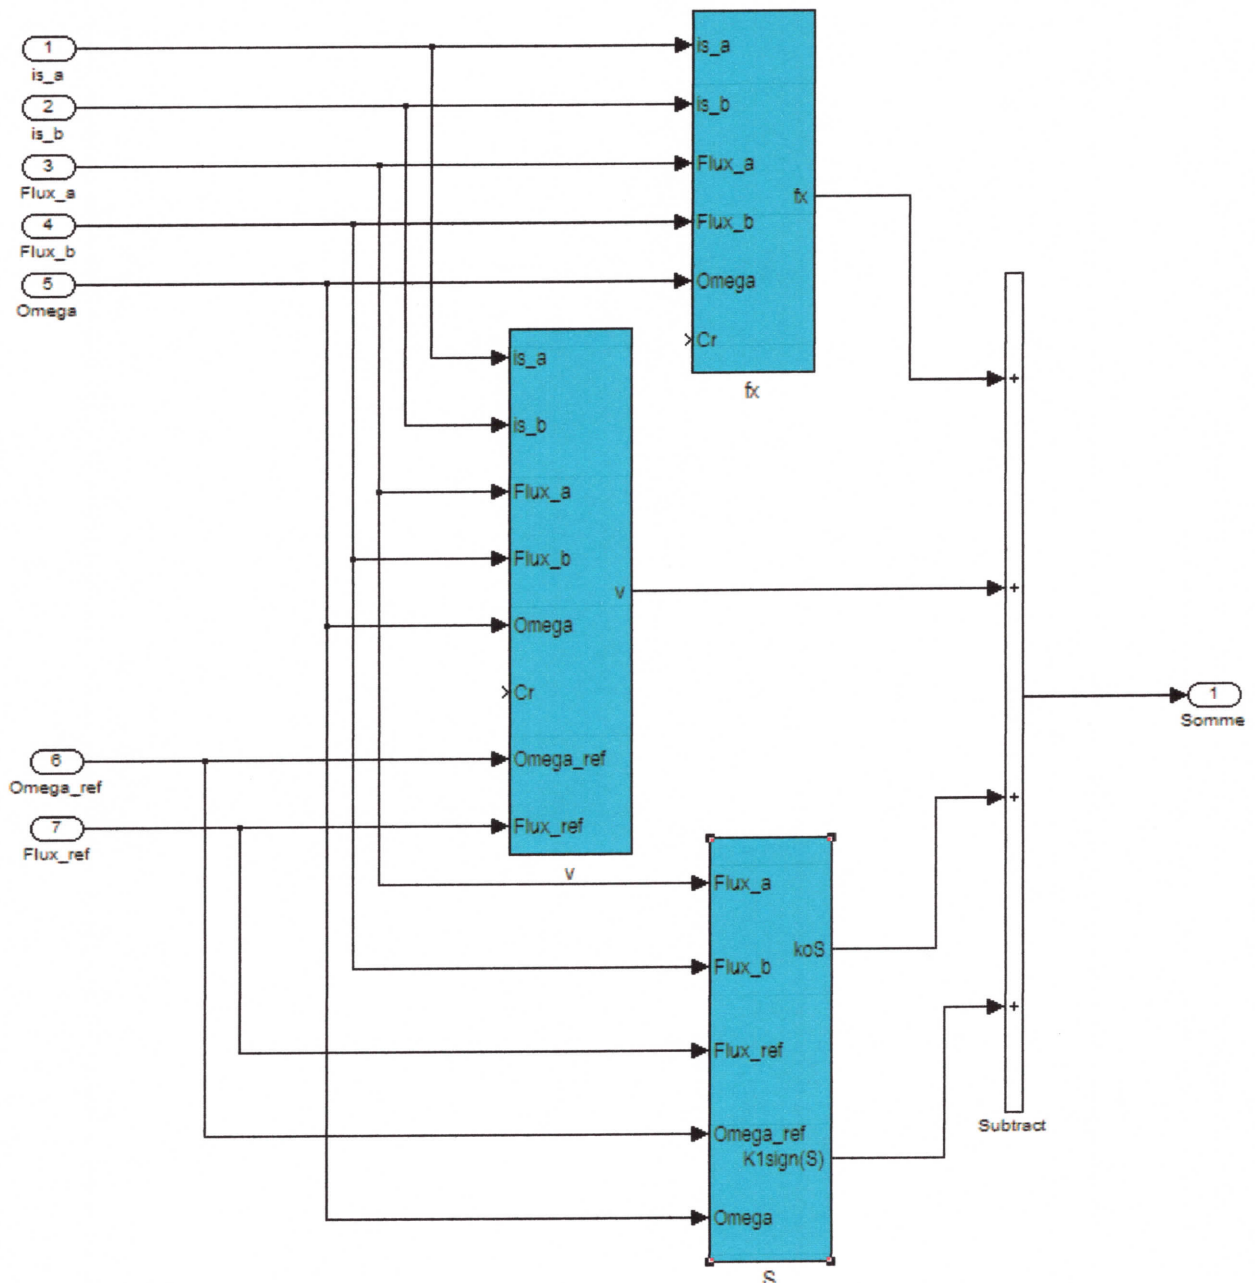 1
is_a
2
is_b
3
Flux_a
4
Flux_b
5
Omega
is_a
is_b
Flux_a
Flux_b
Omega
Cr
fx
fx
is_a
is_b
Flux_a
Flux_b
Omega
Cr
Omega_ref
Flux_ref
v
v
6
Omega_ref
7
Flux_ref
Flux_a
Flux_b
Flux_ref
Omega_ref
Omega
koS
K1sign(S)
S
+
+
+
+
Subtract
1
Somme